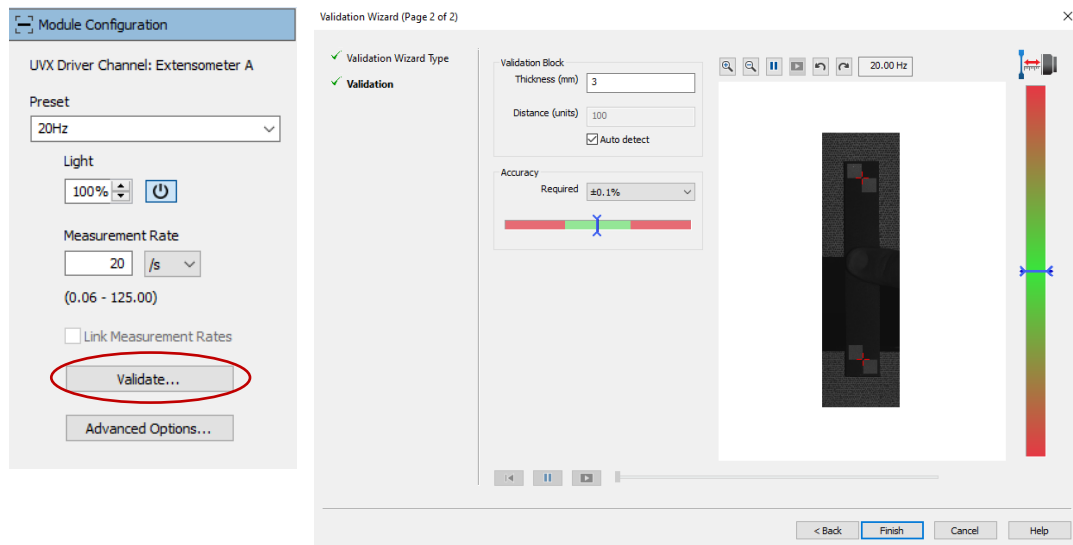 Module Configuration
UVX Driver Channel: Extensometer A
Preset
20Hz
Light
100%
Measurement Rate
20 /s
(0.06 - 125.00)
Link Measurement Rates
Validate...
Advanced Options...
Validation Wizard (Page 2 of 2)
Validation Wizard Type
Validation
Validation Block
Thickness (mm) 3
Distance (units) 100
Auto detect
Accuracy
Required ±0.1%
20.00 Hz
< Back Finish Cancel Help